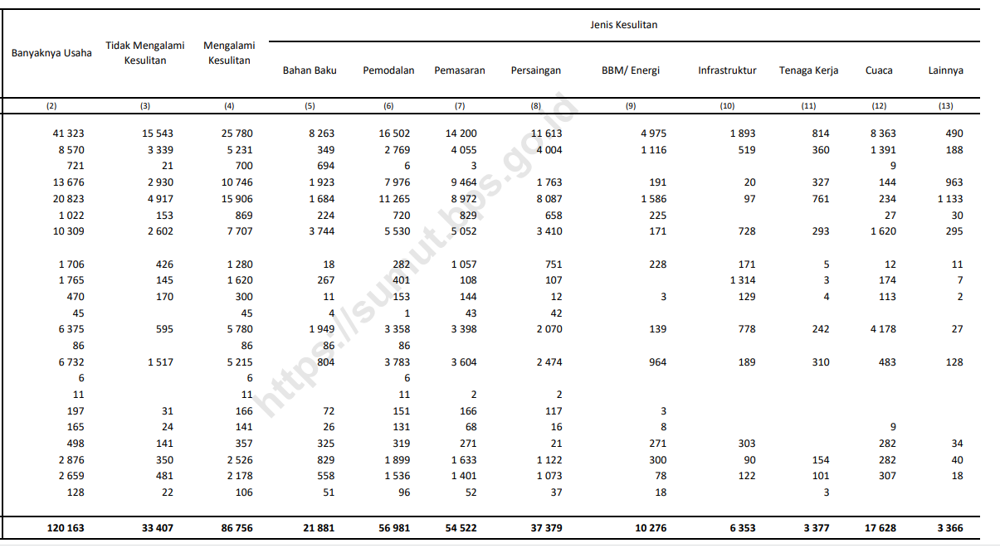 Jenis Kesulitan
Banyaknya Usaha Tidak Mengalami Kesulitan Mengalami Kesulitan
Bahan Baku Pemodalan Pemasaran Persaingan BBM/ Energi Infrastruktur Tenaga Kerja Cuaca Lainnya
(2) (3) (4) (5) (6) (7) (8) (9) (10) (11) (12) (13)
41 323 15 543 25 780 8 263 16 502 14 200 11 613 4 975 1 893 814 8 363 490
8 570 3 339 5 231 349 2 769 4 055 4 004 1 116 519 360 1 391 188
721 21 700 694 6 3 9
13 676 2 930 10 746 1 923 7 976 9 464 1 763 191 20 327 144 963
20 823 4 917 15 906 1 684 11 265 8 972 8 087 1 586 97 761 234 1 133
1 022 153 869 224 720 829 658 225 27 30
10 309 2 602 7 707 3 744 5 530 5 052 3 410 171 728 293 1 620 295
1 706 426 1 280 18 282 1 057 751 228 171 5 12 11
1 765 145 1 620 267 401 108 107 1 314 3 174 7
470 170 300 11 153 144 12 3 129 4 113 2
45 45 4 1 43 42
6 375 595 5 780 1 949 3 358 3 398 2 070 139 778 242 4 178 27
86 86 86 86
6 732 1 517 5 215 804 3 783 3 604 2 474 964 189 310 483 128
6 6 6
11 11 11 2 2
197 31 166 72 151 166 117 3
165 24 141 26 131 68 16 8 9
498 141 357 325 319 271 21 271 303 282 34
2 876 350 2 526 829 1 899 1 633 1 122 300 90 154 282 40
2 659 481 2 178 558 1 536 1 401 1 073 78 122 101 307 18
128 22 106 51 96 52 37 18 3
120 163 33 407 86 756 21 881 56 981 54 522 37 379 10 276 6 353 3 377 17 628 3 366
https://sumut.bps.go.id